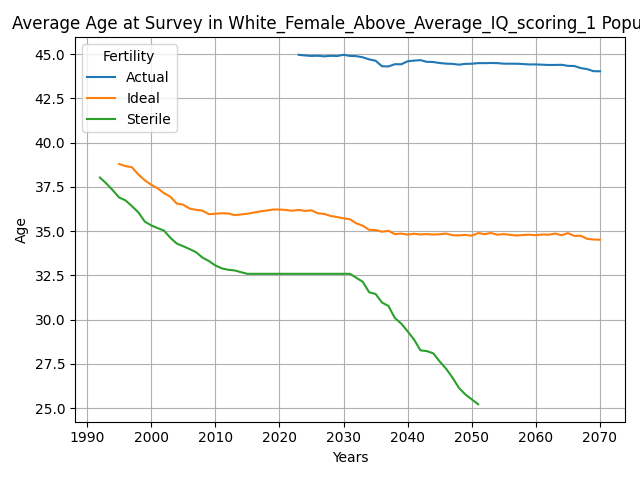 Average Age at Survey in White_Female_Above_Average_IQ_scoring_1 Popu
Fertility
Actual
Ideal
Sterile
45.0
42.5
40.0
37.5
35.0
32.5
30.0
27.5
25.0
Age
1990 2000 2010 2020 2030 2040 2050 2060 2070
Years